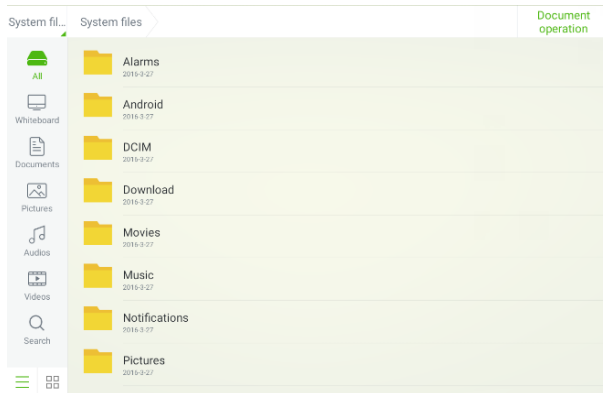 System fil...
System files
Document
operation
All
Whiteboard
Documents
Pictures
Audios
Videos
Search
Alarms
2016-3-27
Android
2016-3-27
DCIM
2016-3-27
Download
2016-3-27
Movies
2016-3-27
Music
2016-3-27
Notifications
2016-3-27
Pictures
2016-3-27